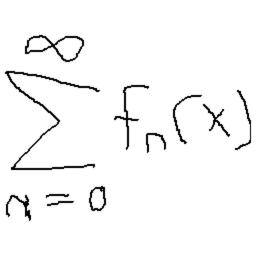 ∞
∑ fₙ(x)
n = 0